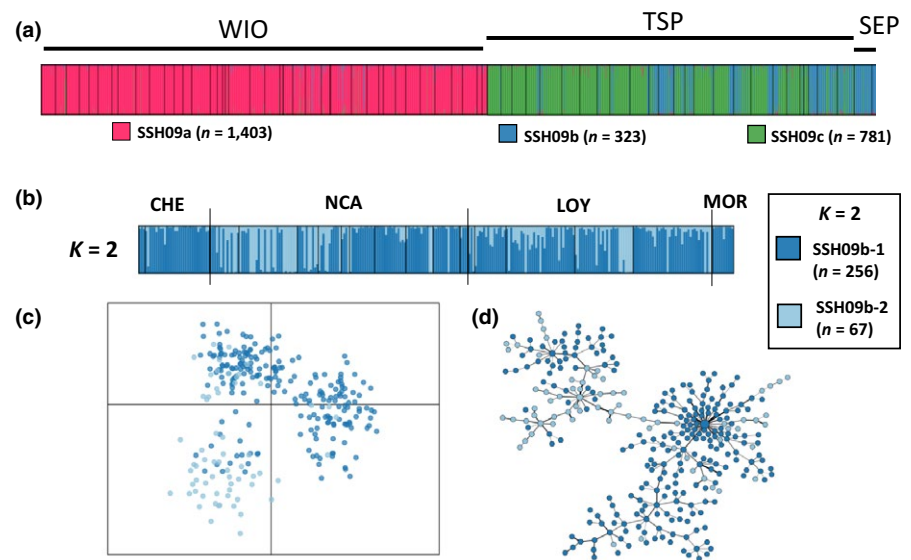 (a)
WIO
TSP
SEP
SSH09a (n = 1,403)
SSH09b (n = 323)
SSH09c (n = 781)
(b)
CHE
NCA
LOY
MOR
K = 2
K = 2
SSH09b-1
(n = 256)
SSH09b-2
(n = 67)
(c)
(d)